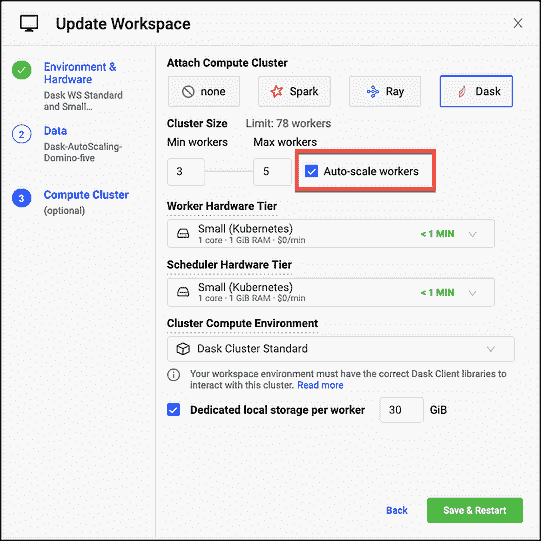 Update Workspace
Environment &
Hardware
Dask WS Standard
and Small...
2
Data
Dask-AutoScaling-
Domino-five
3
Compute Cluster
(optional)
Attach Compute Cluster
none
Spark
Ray
Dask
Cluster Size Limit: 78 workers
Min workers Max workers
3 5 Auto-scale workers
Worker Hardware Tier
Small (Kubernetes)
1 core · 1 GiB RAM · $0/min
< 1 MIN
Scheduler Hardware Tier
Small (Kubernetes)
1 core · 1 GiB RAM · $0/min
< 1 MIN
Cluster Compute Environment
Dask Cluster Standard
Your workspace environment must have the correct Dask Client libraries to
interact with this cluster. Read more
Dedicated local storage per worker 30 GiB
Back Save & Restart